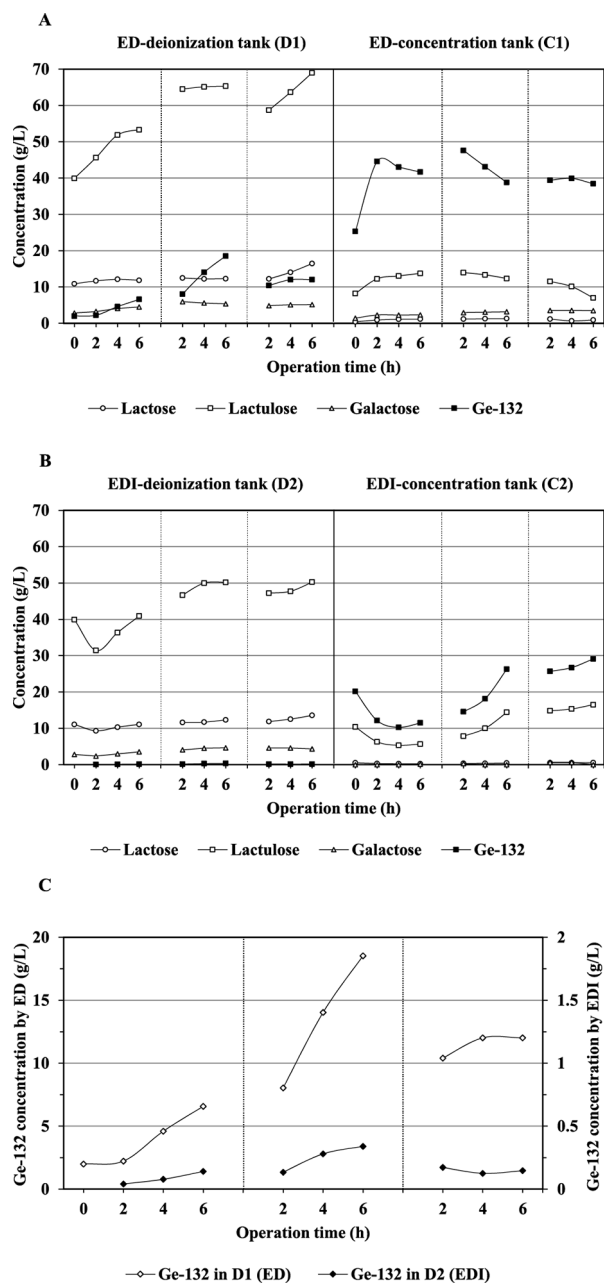 A
ED-deionization tank (D1) ED-concentration tank (C1)
Concentration (g/L)
70
60
50
40
30
20
10
0
0 2 4 6 2 4 6 2 4 6 0 2 4 6 2 4 6 2 4 6
Operation time (h)
Lactose Lactulose Galactose Ge-132
B
EDI-deionization tank (D2) EDI-concentration tank (C2)
Concentration (g/L)
70
60
50
40
30
20
10
0
0 2 4 6 2 4 6 2 4 6 0 2 4 6 2 4 6 2 4 6
Operation time (h)
Lactose Lactulose Galactose Ge-132
C
Ge-132 concentration by ED (g/L)
20
15
10
5
0
2
1.5
1
0.5
0
Ge-132 concentration by EDI (g/L)
0 2 4 6 2 4 6 2 4 6
Operation time (h)
Ge-132 in D1 (ED) Ge-132 in D2 (EDI)